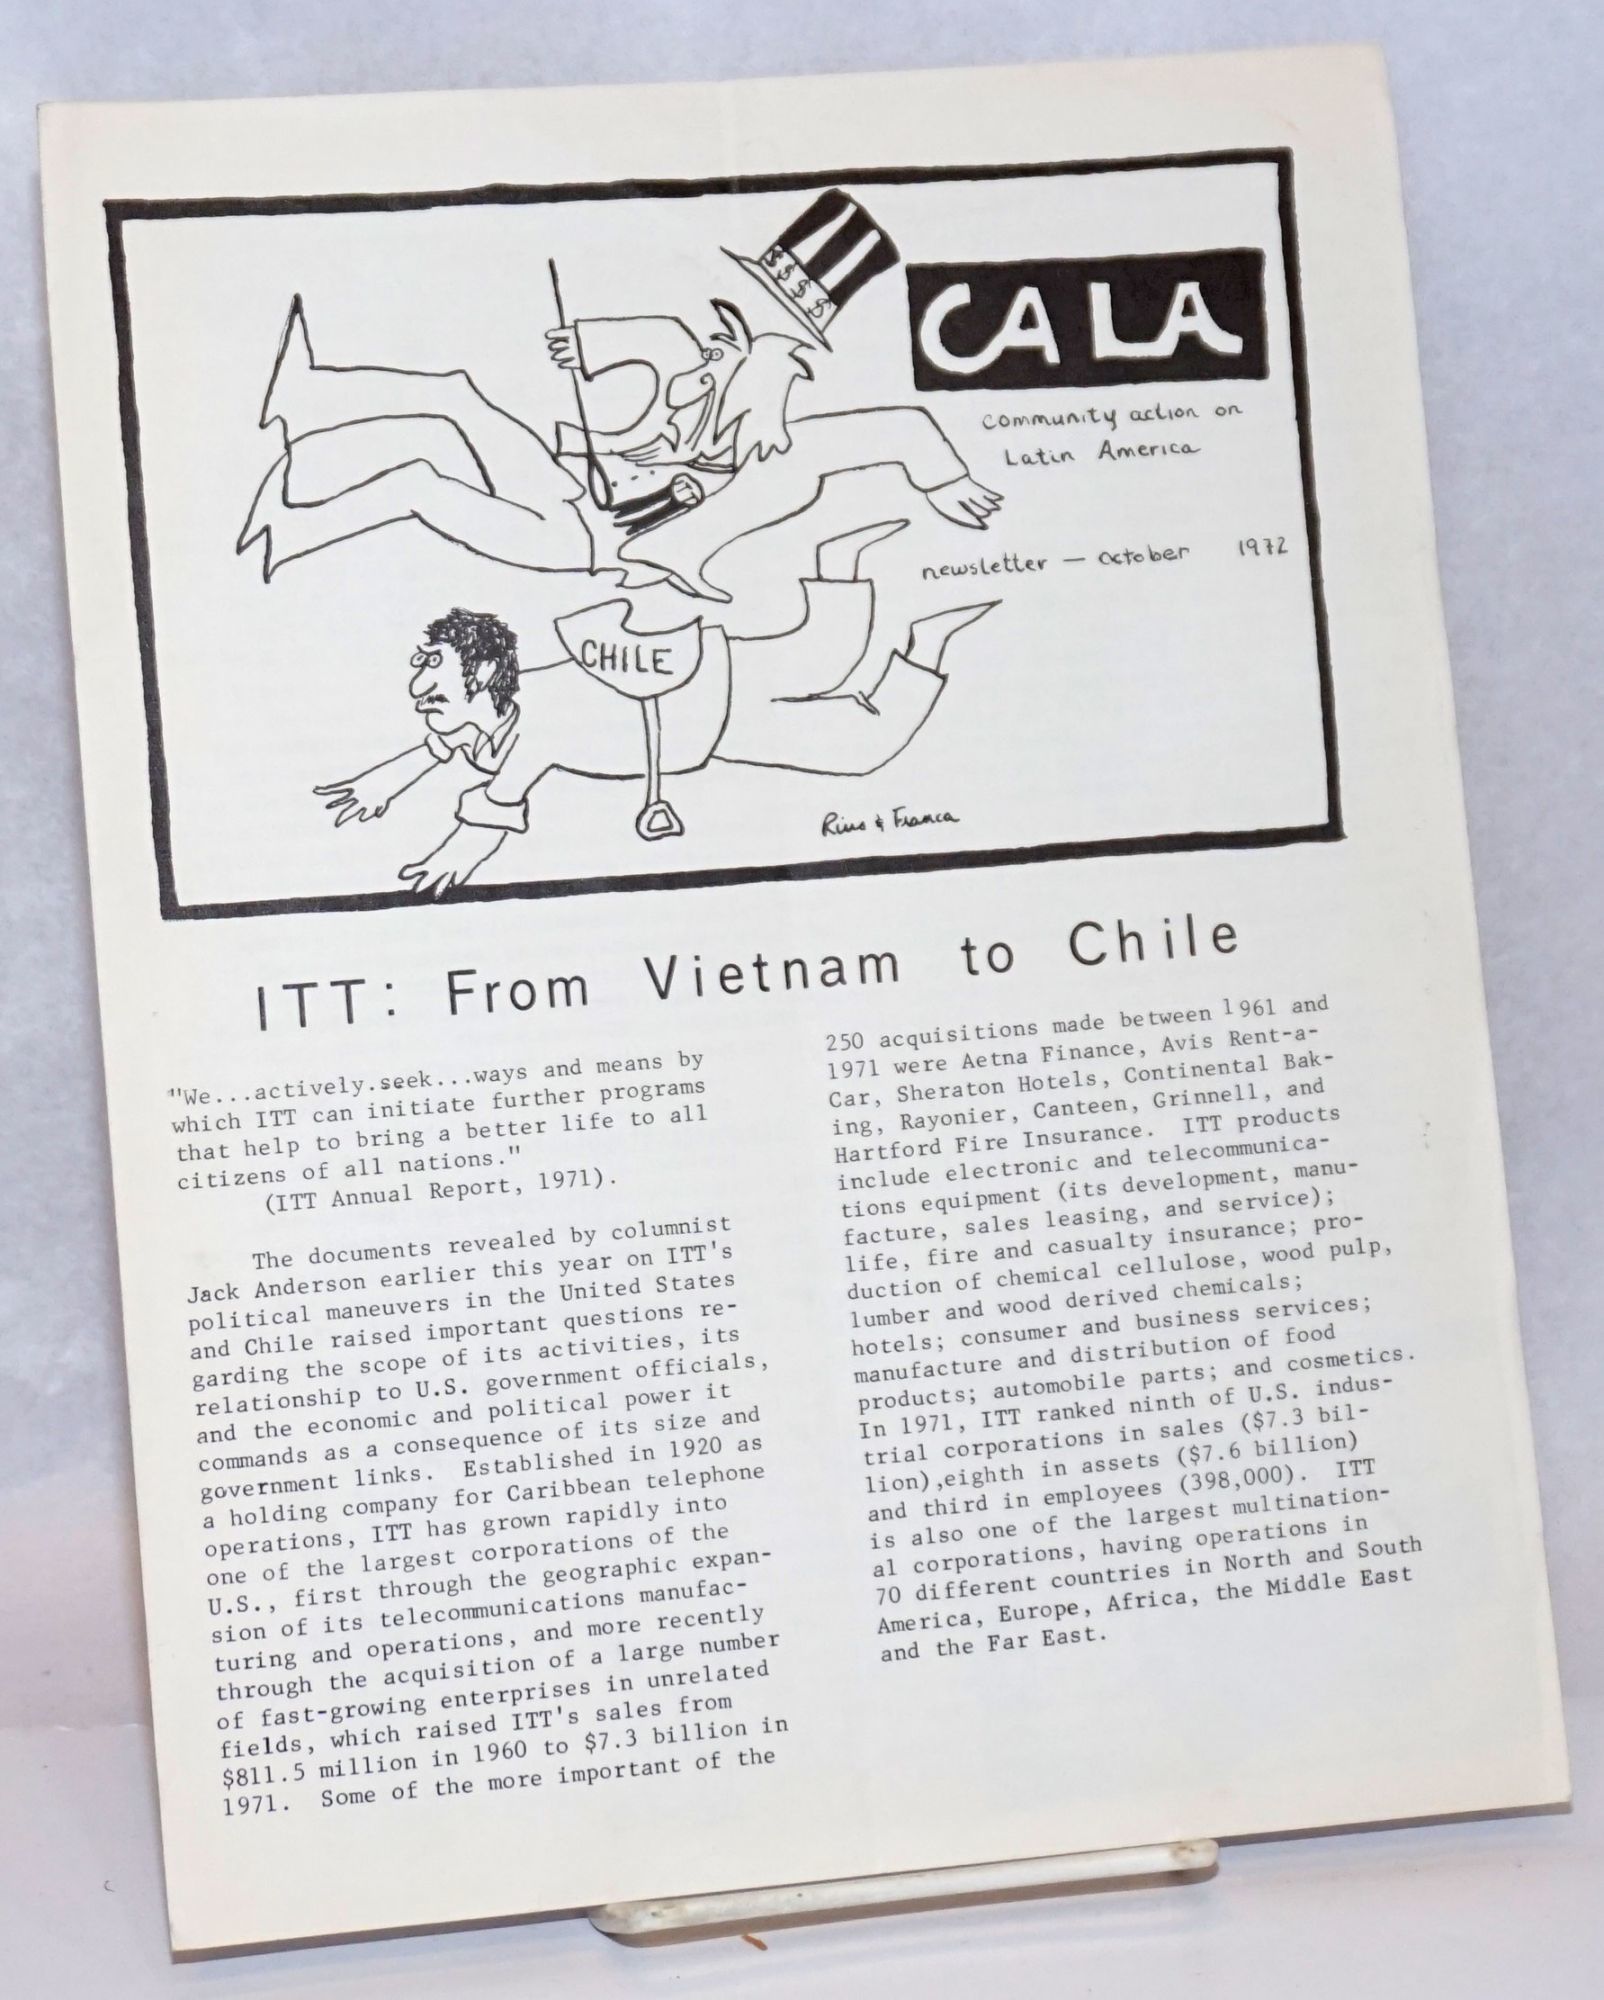 $$$$
CALA
community action on
Latin America
newsletter — october 1972
CHILE
Rius & Franca
ITT: From Vietnam to Chile
"We...actively.seek...ways and means by
which ITT can initiate further programs
that help to bring a better life to all
citizens of all nations."
(ITT Annual Report, 1971).
The documents revealed by columnist
Jack Anderson earlier this year on ITT's
political maneuvers in the United States
and Chile raised important questions re-
garding the scope of its activities, its
relationship to U.S. government officials,
and the economic and political power it
commands as a consequence of its size and
government links. Established in 1920 as
a holding company for Caribbean telephone
operations, ITT has grown rapidly into
one of the largest corporations of the
U.S., first through the geographic expan-
sion of its telecommunications manufac-
turing and operations, and more recently
through the acquisition of a large number
of fast-growing enterprises in unrelated
fields, which raised ITT's sales from
$811.5 million in 1960 to $7.3 billion in
1971. Some of the more important of the
250 acquisitions made between 1961 and
1971 were Aetna Finance, Avis Rent-a-
Car, Sheraton Hotels, Continental Bak-
ing, Rayonier, Canteen, Grinnell, and
Hartford Fire Insurance. ITT products
include electronic and telecommunica-
tions equipment (its development, manu-
facture, sales leasing, and service);
life, fire and casualty insurance; pro-
duction of chemical cellulose, wood pulp,
lumber and wood derived chemicals;
hotels; consumer and business services;
manufacture and distribution of food
products; automobile parts; and cosmetics.
In 1971, ITT ranked ninth of U.S. indus-
trial corporations in sales ($7.3 bil-
lion),eighth in assets ($7.6 billion)
and third in employees (398,000). ITT
is also one of the largest multination-
al corporations, having operations in
70 different countries in North and South
America, Europe, Africa, the Middle East
and the Far East.